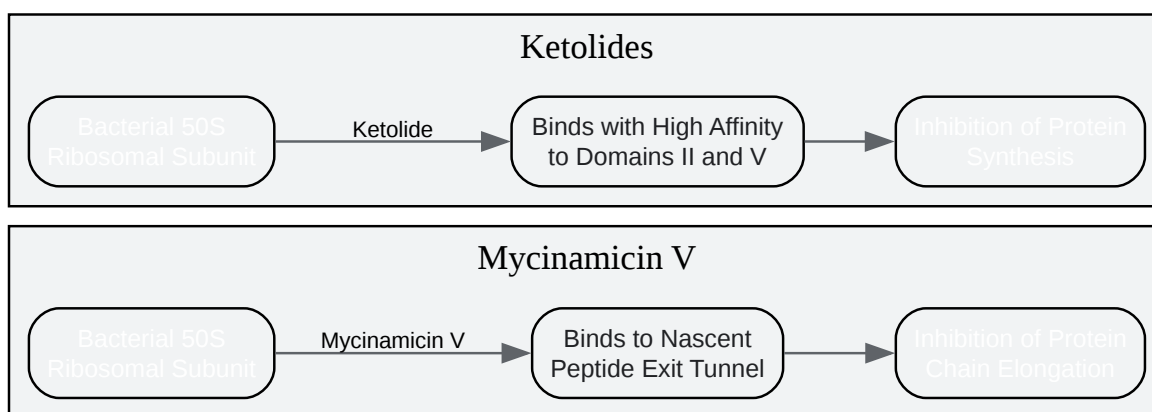 Ketolides
Bacterial 50S
Ribosomal Subunit
Ketolide
Binds with High Affinity
to Domains II and V
Inhibition of Protein
Synthesis
Mycinamicin V
Bacterial 50S
Ribosomal Subunit
Mycinamicin V
Binds to Nascent
Peptide Exit Tunnel
Inhibition of Protein
Chain Elongation